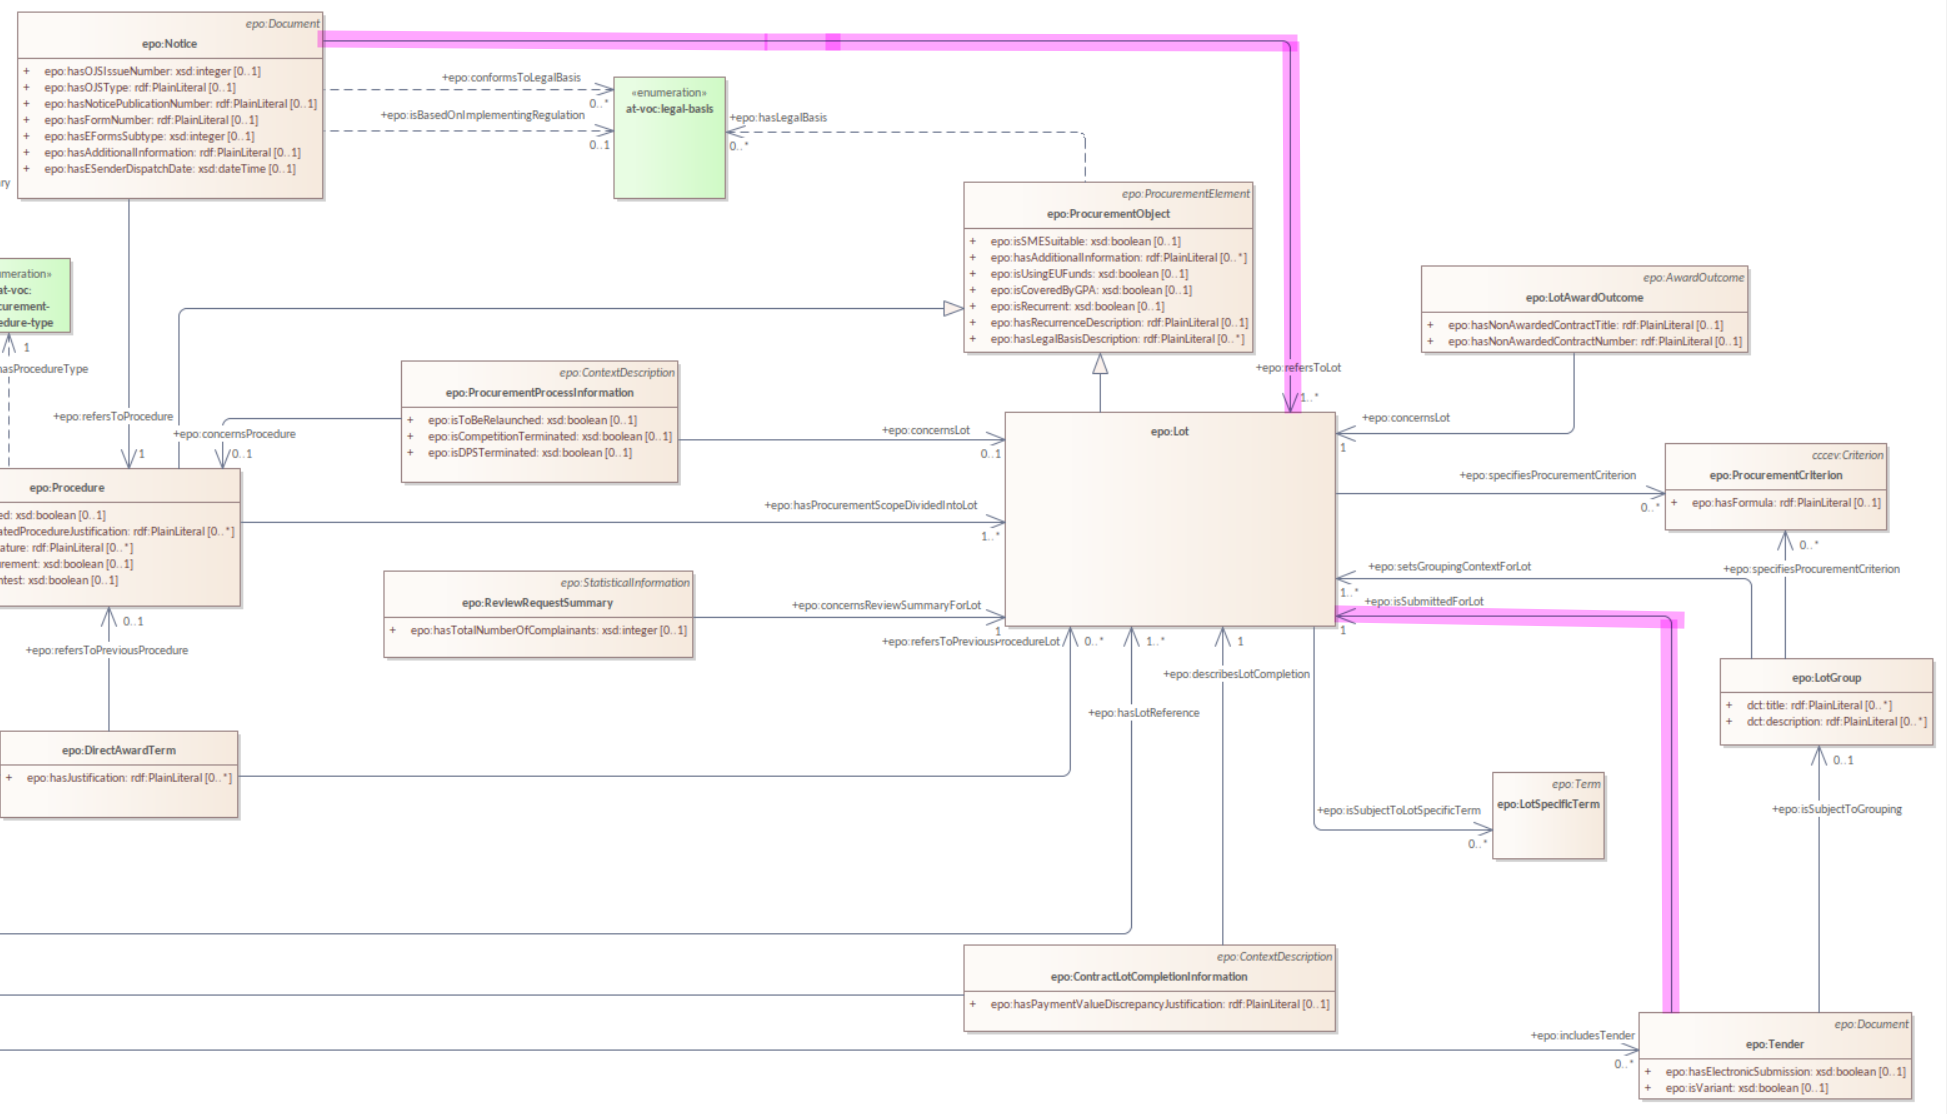 epo:Document
epo:Notice
+ epo:hasOJSIssueNumber: xsd:integer [0..1]
+ epo:hasOJSType: rdf:PlainLiteral [0..1]
+ epo:hasNoticePublicationNumber: rdf:PlainLiteral [0..1]
+ epo:hasFormNumber: rdf:PlainLiteral [0..1]
+ epo:hasEFormsSubtype: xsd:integer [0..1]
+ epo:hasAdditionalInformation: rdf:PlainLiteral [0..1]
+ epo:hasESenderDispatchDate: xsd:dateTime [0..1]
ry
+epo:conformsToLegalBasis
0..*
+epo:isBasedOnImplementingRegulation
0..1
«enumeration»
at-voc:legal-basis
+epo:hasLegalBasis
0..*
epo:ProcurementElement
epo:ProcurementObject
+ epo:isSMESuitable: xsd:boolean [0..1]
+ epo:hasAdditionalInformation: rdf:PlainLiteral [0..*]
+ epo:isUsingEUFunds: xsd:boolean [0..1]
+ epo:isCoveredByGPA: xsd:boolean [0..1]
+ epo:isRecurrent: xsd:boolean [0..1]
+ epo:hasRecurrenceDescription: rdf:PlainLiteral [0..1]
+ epo:hasLegalBasisDescription: rdf:PlainLiteral [0..*]
+epo:refersToLot
1..*
epo:AwardOutcome
epo:LotAwardOutcome
+ epo:hasNonAwardedContractTitle: rdf:PlainLiteral [0..1]
+ epo:hasNonAwardedContractNumber: rdf:PlainLiteral [0..1]
+epo:concernsLot
1
meration»
at-voc:
curement-
edure-type
1
hasProcedureType
+epo:refersToProcedure
1
+epo:concernsProcedure
0..1
epo:ContextDescription
epo:ProcurementProcessInformation
+ epo:isToBeRelaunched: xsd:boolean [0..1]
+ epo:isCompetitionTerminated: xsd:boolean [0..1]
+ epo:isDPSTerminated: xsd:boolean [0..1]
+epo:concernsLot
0..1
epo:Lot
+epo:specifiesProcurementCriterion
0..*
cccev:Criterion
epo:ProcurementCriterion
+ epo:hasFormula: rdf:PlainLiteral [0..1]
epo:Procedure
ed: xsd:boolean [0..1]
atedProcedureJustification: rdf:PlainLiteral [0..*]
ature: rdf:PlainLiteral [0..*]
urement: xsd:boolean [0..1]
ntest: xsd:boolean [0..1]
+epo:hasProcurementScopeDividedIntoLot
1..*
0..*
+epo:specifiesProcurementCriterion
+epo:setsGroupingContextForLot
1..*
+epo:isSubmittedForLot
1
epo:StatisticalInformation
epo:ReviewRequestSummary
+ epo:hasTotalNumberOfComplainants: xsd:integer [0..1]
+epo:concernsReviewSummaryForLot
1
0..1
+epo:refersToPreviousProcedure
+epo:refersToPreviousProcedureLot
0..*
1..*
1
+epo:describesLotCompletion
+epo:hasLotReference
epo:LotGroup
+ dct:title: rdf:PlainLiteral [0..*]
+ dct:description: rdf:PlainLiteral [0..*]
epo:DirectAwardTerm
+ epo:hasJustification: rdf:PlainLiteral [0..*]
+epo:isSubjectToLotSpecificTerm
0..*
epo:Term
epo:LotSpecificTerm
0..1
+epo:isSubjectToGrouping
epo:ContextDescription
epo:ContractLotCompletionInformation
+ epo:hasPaymentValueDiscrepancyJustification: rdf:PlainLiteral [0..1]
+epo:includesTender
0..*
epo:Document
epo:Tender
+ epo:hasElectronicSubmission: xsd:boolean [0..1]
+ epo:isVariant: xsd:boolean [0..1]